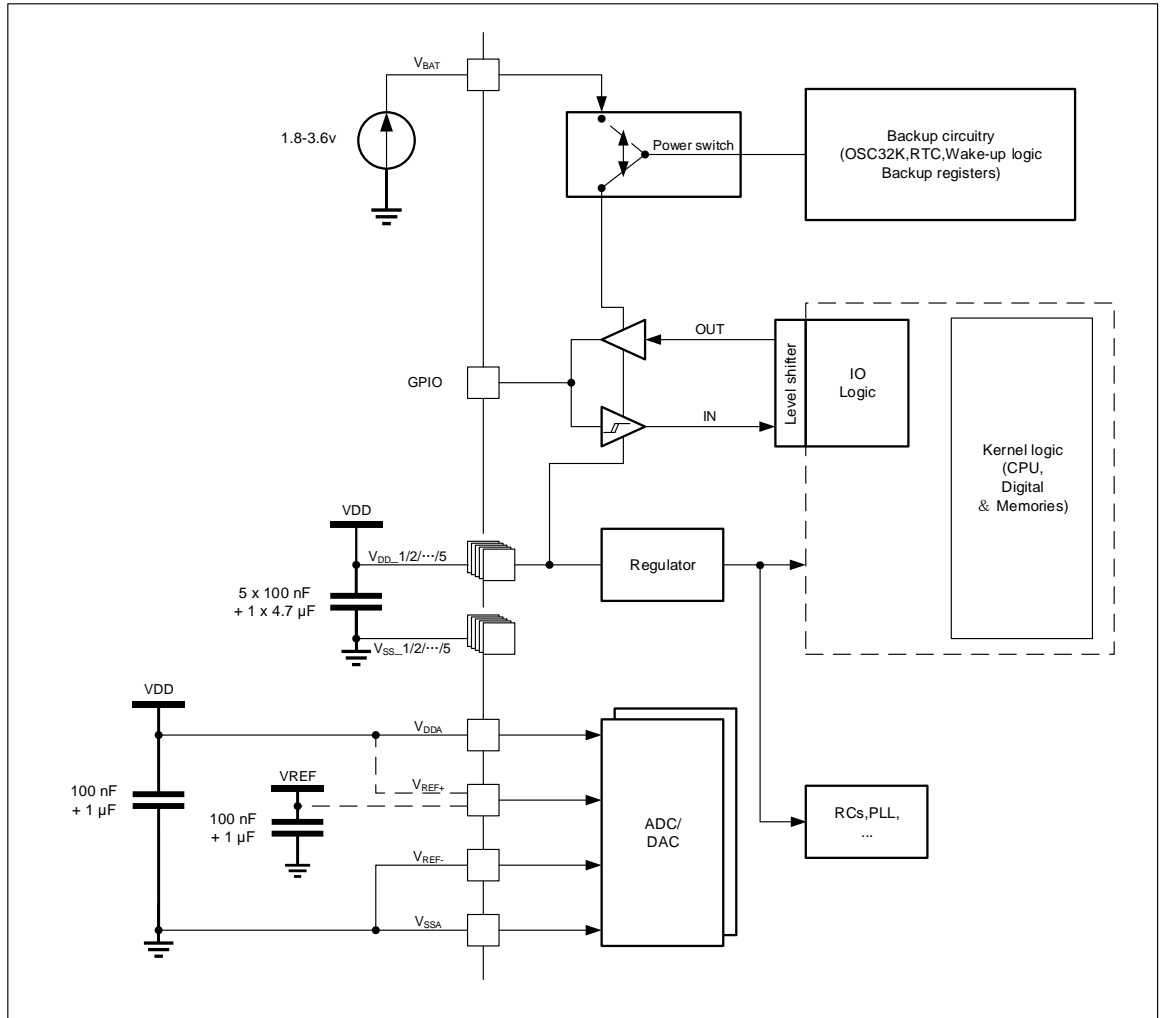 VBAT
1.8-3.6v
Power switch
Backup circuitry
(OSC32K,RTC,Wake-up logic
Backup registers)
OUT
GPIO
Level shifter
IO
Logic
IN
Kernel logic
(CPU,
Digital
& Memories)
VDD
VDD_1/2/···/5
Regulator
5 x 100 nF
+ 1 x 4.7 µF
VSS_1/2/···/5
VDD
VDDA
VREF
VREF+
100 nF
+ 1 µF
100 nF
+ 1 µF
ADC/
DAC
RCs,PLL,
...
VREF-
VSSA